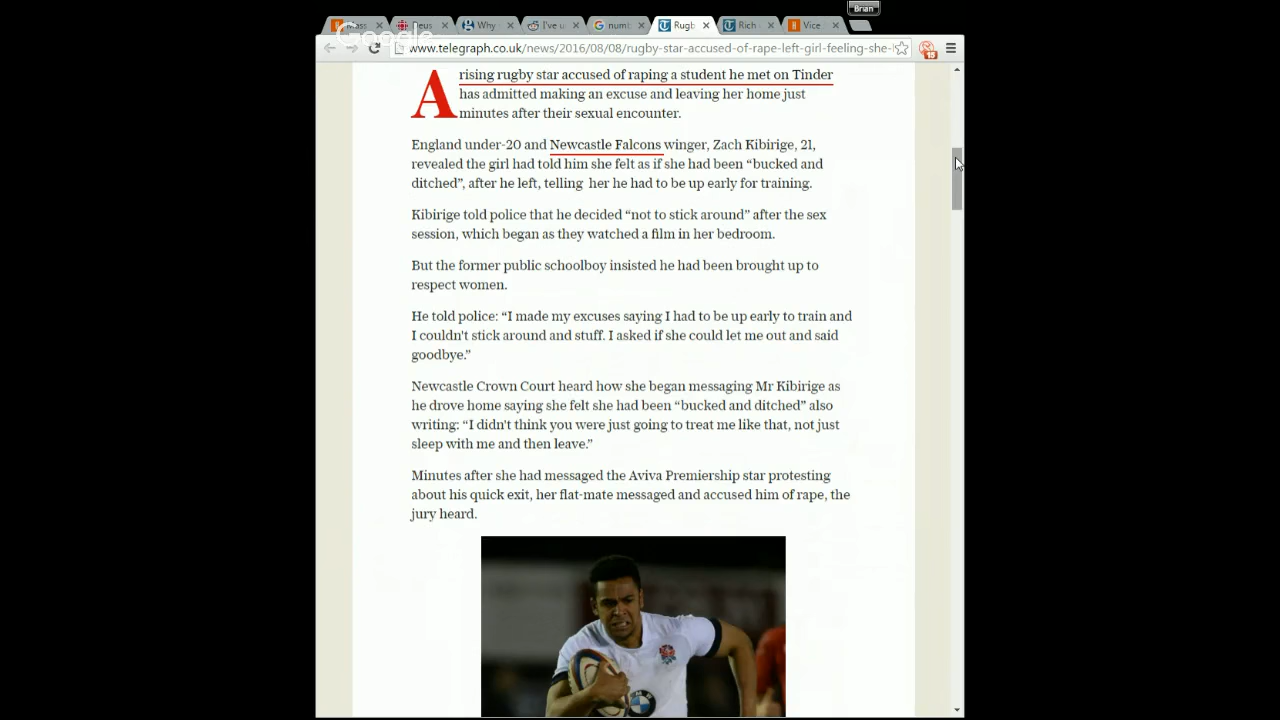 Brian
Mass
Deus
Why
I've u
numb
Rugb
Rich
Vice
Google
www.telegraph.co.uk/news/2016/08/08/rugby-star-accused-of-rape-left-girl-feeling-she-
15
A rising rugby star accused of raping a student he met on Tinder
has admitted making an excuse and leaving her home just
minutes after their sexual encounter.
England under-20 and Newcastle Falcons winger, Zach Kibirige, 21,
revealed the girl had told him she felt as if she had been “bucked and
ditched”, after he left, telling her he had to be up early for training.
Kibirige told police that he decided “not to stick around” after the sex
session, which began as they watched a film in her bedroom.
But the former public schoolboy insisted he had been brought up to
respect women.
He told police: “I made my excuses saying I had to be up early to train and
I couldn't stick around and stuff. I asked if she could let me out and said
goodbye.”
Newcastle Crown Court heard how she began messaging Mr Kibirige as
he drove home saying she felt she had been “bucked and ditched” also
writing: “I didn't think you were just going to treat me like that, not just
sleep with me and then leave.”
Minutes after she had messaged the Aviva Premiership star protesting
about his quick exit, her flat-mate messaged and accused him of rape, the
jury heard.